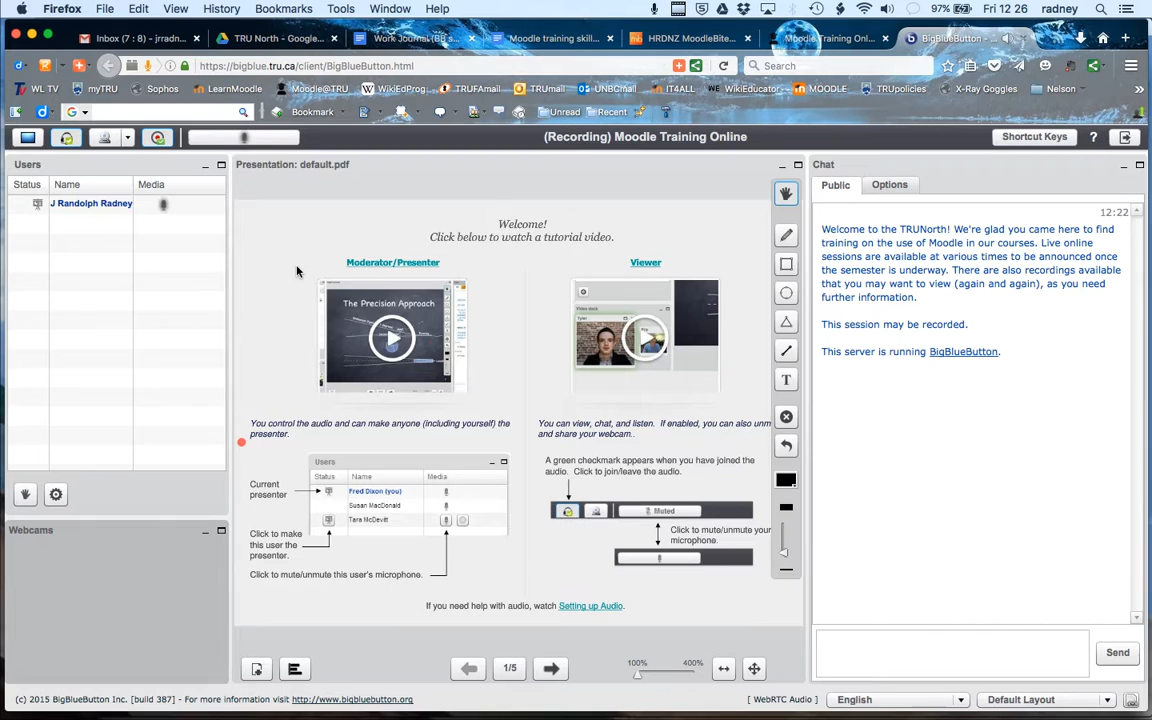 Firefox File Edit View History Bookmarks Tools Window Help 97% Fri 12 26 radney
Inbox (7 : 8) - jrradn... TRU North - Google... Work Journal (BB s... Moodle training skill... HRDNZ MoodleBite... Moodle Training Onl... BigBlueButton - ...
https://bigblue.tru.ca/client/BigBlueButton.html Search
WL TV myTRU Sophos LearnMoodle Moodle@TRU WikiEdProg TRUFAmail TRUmail UNBCmail IT4ALL WikiEducator MOODLE TRUpolicies X-Ray Goggles Nelson
Bookmark Unread Recent
(Recording) Moodle Training Online Shortcut Keys ?
Users
Status Name Media
J Randolph Radney
Webcams
Presentation: default.pdf
Welcome!
Click below to watch a tutorial video.
Moderator/Presenter Viewer
The Precision Approach
You control the audio and can make anyone (including yourself) the
presenter.
You can view, chat, and listen. If enabled, you can also unm
and share your webcam..
Users
Status Name Media
Current
presenter
Fred Dixon (you)
Susan MacDonald
Tara McDevitt
Click to make
this user the
presenter.
Click to mute/unmute this user's microphone.
A green checkmark appears when you have joined the
audio. Click to join/leave the audio.
Muted
Click to mute/unmute your
microphone.
If you need help with audio, watch Setting up Audio.
T
1/5 100% 400%
Chat
Public Options
12:22
Welcome to the TRUNorth! We're glad you came here to find
training on the use of Moodle in our courses. Live online
sessions are available at various times to be announced once
the semester is underway. There are also recordings available
that you may want to view (again and again), as you need
further information.
This session may be recorded.
This server is running BigBlueButton.
Send
(c) 2015 BigBlueButton Inc. [build 387] - For more information visit http://www.bigbluebutton.org [ WebRTC Audio ] English Default Layout